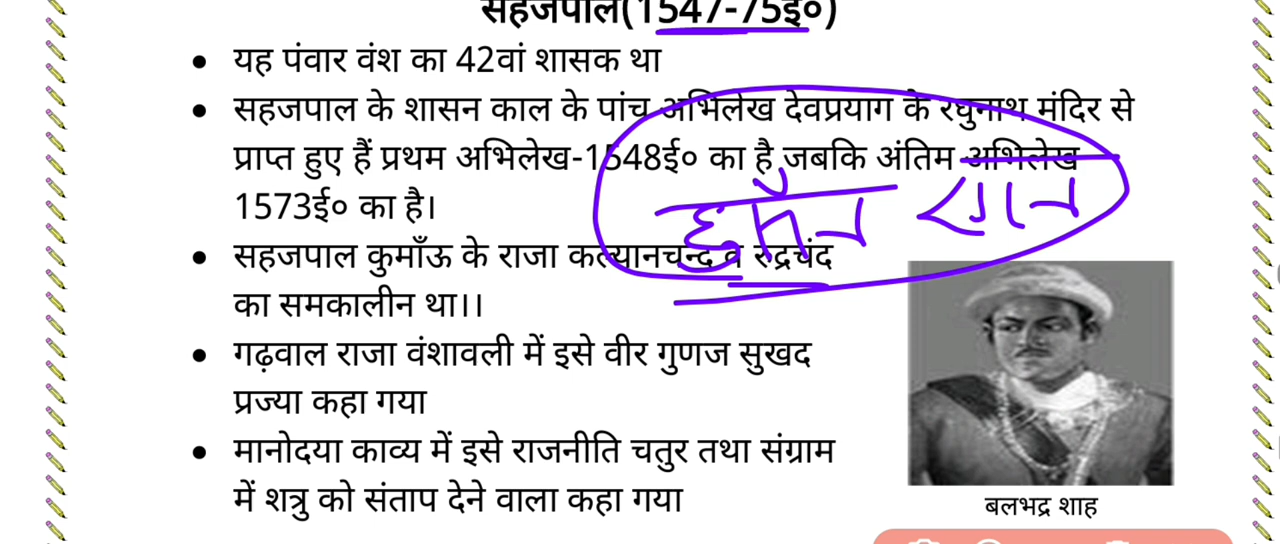 सहजपाल(1547-75ई०)
• यह पंवार वंश का 42वां शासक था
• सहजपाल के शासन काल के पांच अभिलेख देवप्रयाग के रघुनाथ मंदिर से
प्राप्त हुए हैं प्रथम अभिलेख-1548ई० का है जबकि अंतिम अभिलेख
1573ई० का है।
• सहजपाल कुमाँऊ के राजा कल्यानचन्द व रुद्रचंद
का समकालीन था।।
• गढ़वाल राजा वंशावली में इसे वीर गुणज सुखद
प्रज्या कहा गया
• मानोदया काव्य में इसे राजनीति चतुर तथा संग्राम
में शत्रु को संताप देने वाला कहा गया
बलभद्र शाह